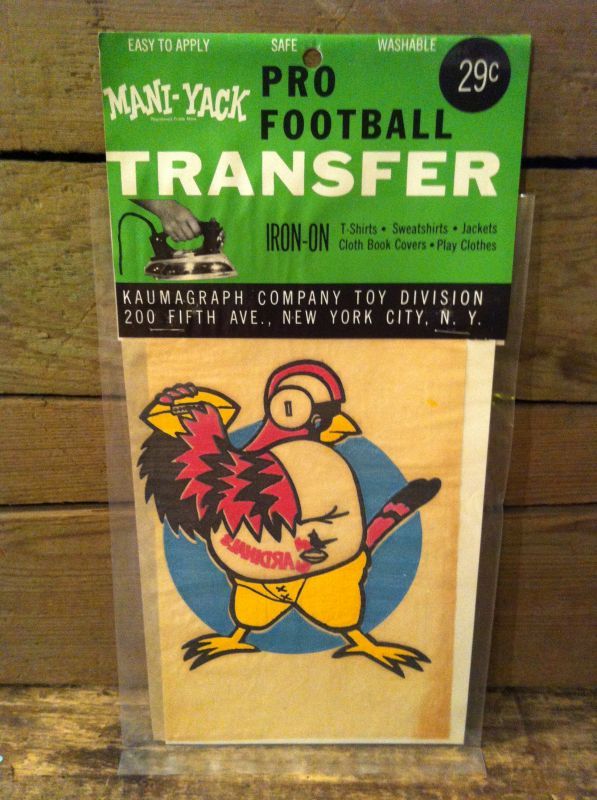 EASY TO APPLY SAFE WASHABLE
29¢
MANI-YACK
PRO
FOOTBALL
TRANSFER
IRON-ON
T-Shirts • Sweatshirts • Jackets
Cloth Book Covers • Play Clothes
KAUMAGRAPH COMPANY TOY DIVISION
200 FIFTH AVE., NEW YORK CITY, N. Y.
CARDINALS